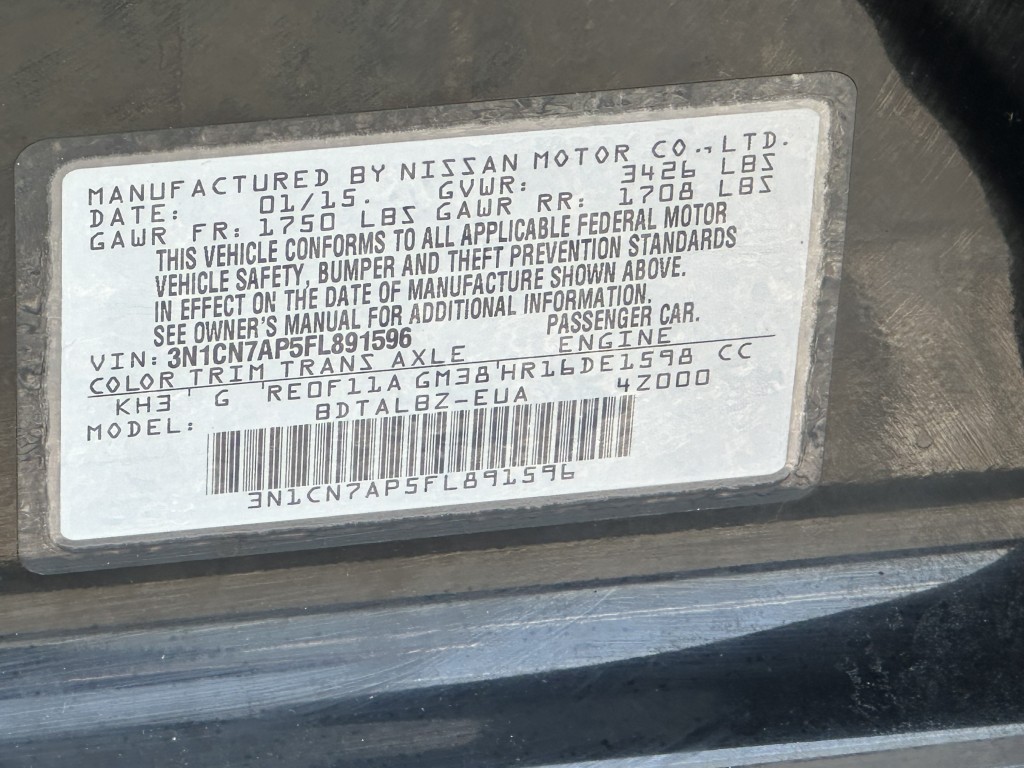 MANUFACTURED BY NISSAN MOTOR CO.,LTD.
DATE: 01/15. GVWR: 3426 LBS
GAWR FR: 1750 LBS GAWR RR: 1708 LBS
THIS VEHICLE CONFORMS TO ALL APPLICABLE FEDERAL MOTOR
VEHICLE SAFETY, BUMPER AND THEFT PREVENTION STANDARDS
IN EFFECT ON THE DATE OF MANUFACTURE SHOWN ABOVE.
SEE OWNER'S MANUAL FOR ADDITIONAL INFORMATION.
VIN: 3N1CN7AP5FL891596 PASSENGER CAR.
COLOR TRIM TRANS AXLE ENGINE
KH3 G RE0F11A GM38 HR16DE1598 CC
MODEL: BDTALBZ-EUA 4Z000
3N1CN7AP5FL891596